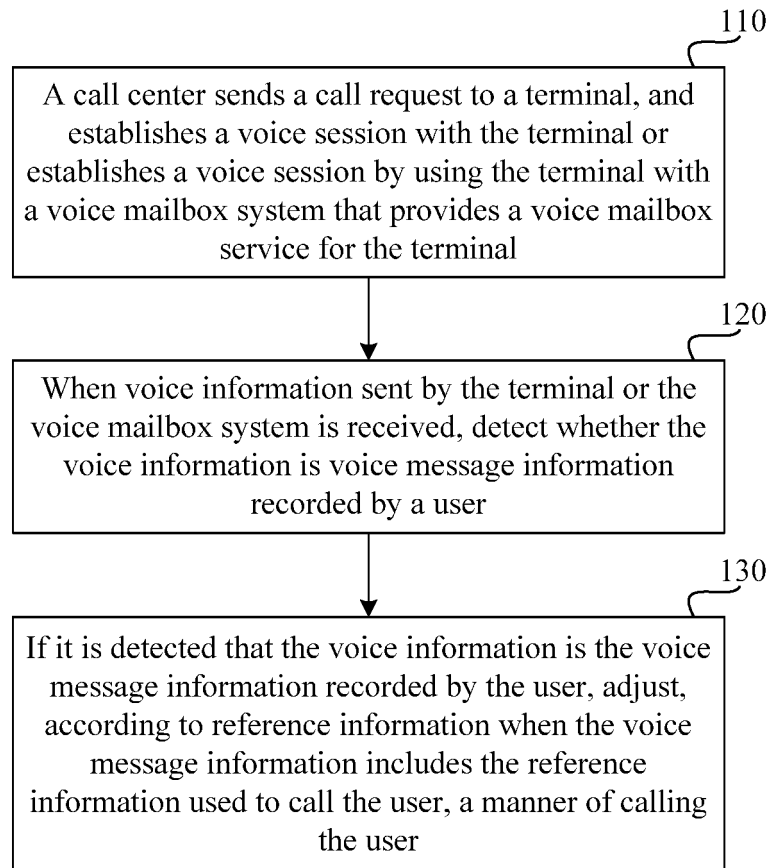 110
A call center sends a call request to a terminal, and
establishes a voice session with the terminal or
establishes a voice session by using the terminal with
a voice mailbox system that provides a voice mailbox
service for the terminal
120
When voice information sent by the terminal or the
voice mailbox system is received, detect whether the
voice information is voice message information
recorded by a user
130
If it is detected that the voice information is the voice
message information recorded by the user, adjust,
according to reference information when the voice
message information includes the reference
information used to call the user, a manner of calling
the user